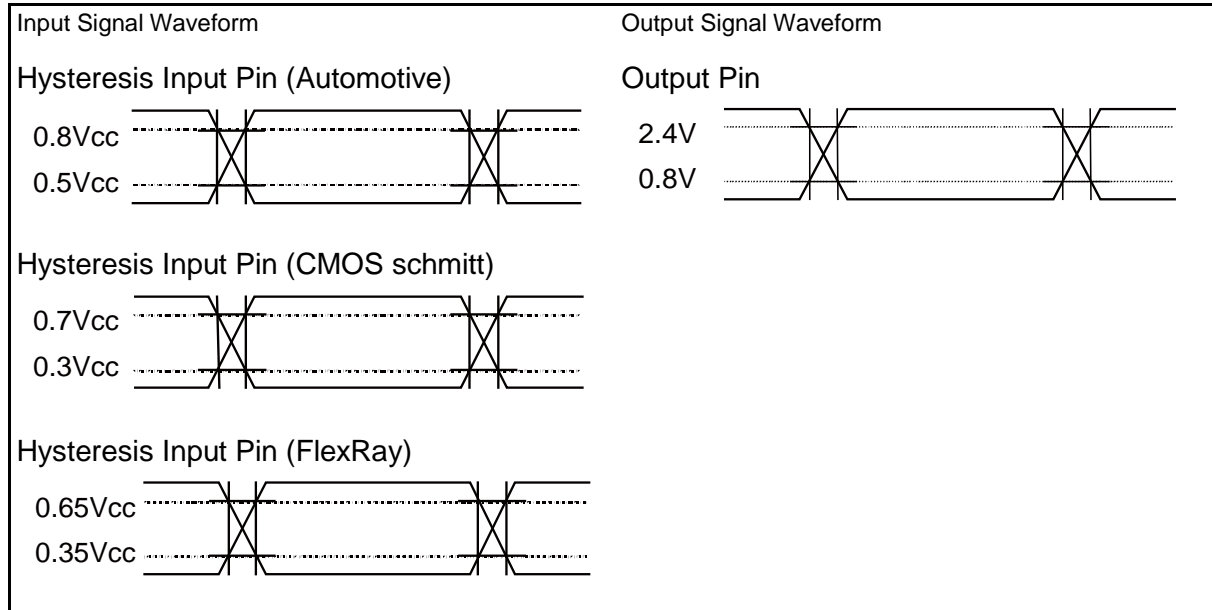 Input Signal Waveform
Hysteresis Input Pin (Automotive)
0.8Vcc
0.5Vcc
Hysteresis Input Pin (CMOS schmitt)
0.7Vcc
0.3Vcc
Hysteresis Input Pin (FlexRay)
0.65Vcc
0.35Vcc
Output Signal Waveform
Output Pin
2.4V
0.8V